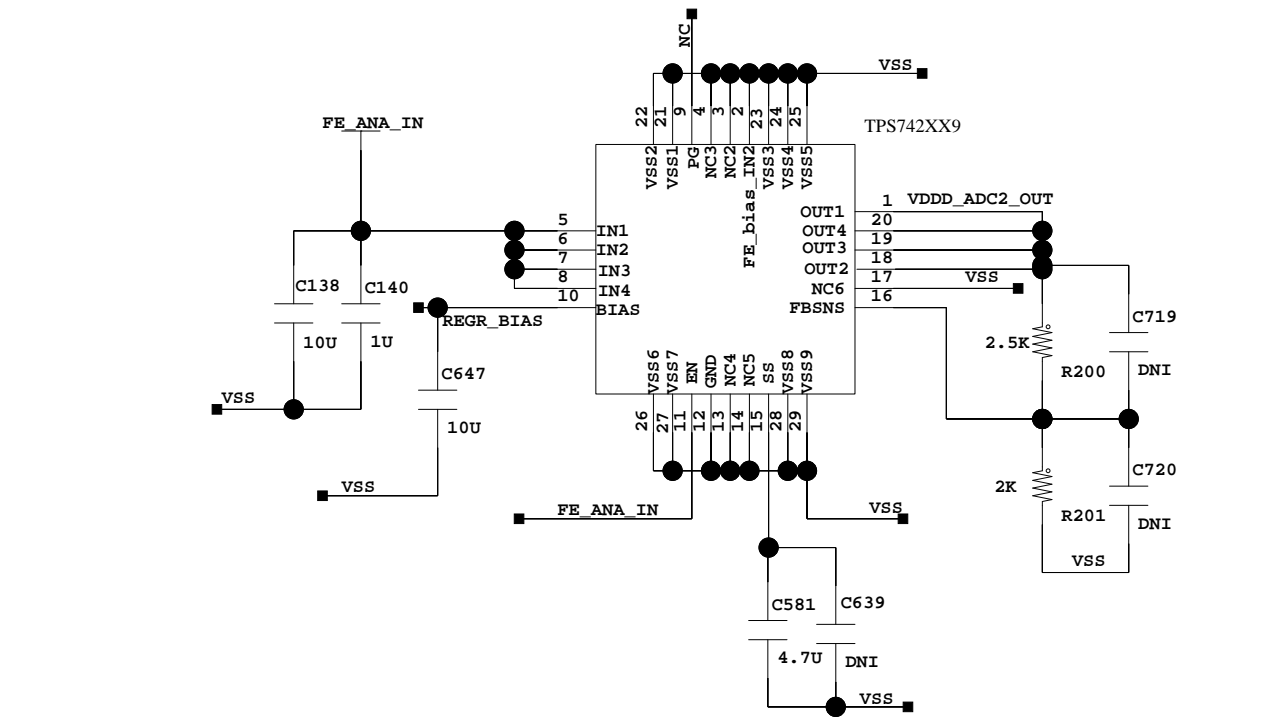 NC
VSS
22
21
9
4
3
2
23
24
25
TPS742XX9
FE_ANA_IN
VSS2
VSS1
PG
NC3
NC2
FE_bias_IN2
VSS3
VSS4
VSS5
5 IN1
6 IN2
7 IN3
8 IN4
10 BIAS
REGR_BIAS
OUT1 1 VDDD_ADC2_OUT
OUT4 20
OUT3 19
OUT2 18
NC6 17 VSS
FBSNS 16
C138
10U
C140
1U
VSS
C647
10U
VSS
C719
DNI
2.5K
R200
VSS6
VSS7
EN
GND
NC4
NC5
SS
VSS8
VSS9
26
27
11
12
13
14
15
28
29
FE_ANA_IN
VSS
C720
DNI
2K
R201
VSS
C581
4.7U
C639
DNI
VSS